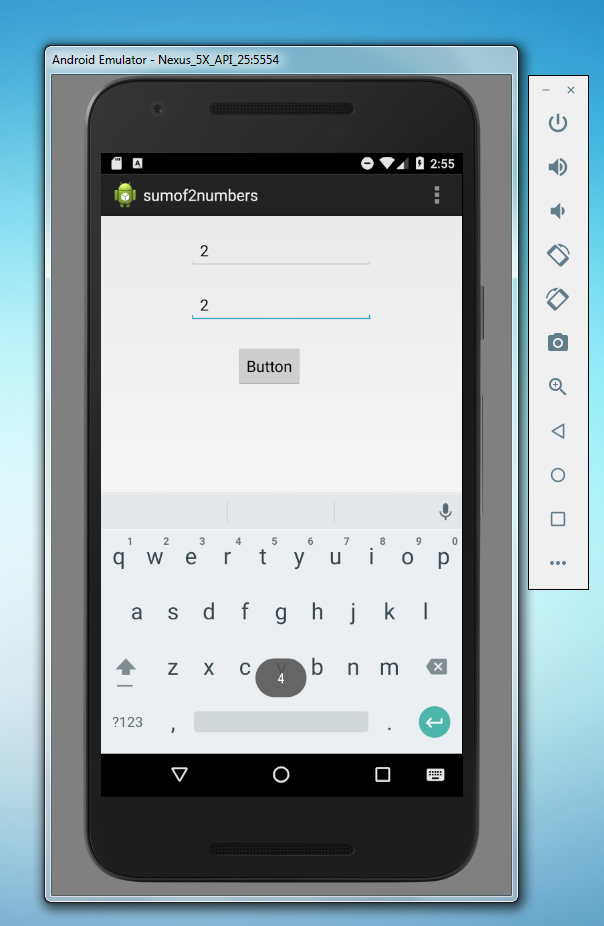 Android Emulator - Nexus_5X_API_25:5554
A
2:55
sumof2numbers
2
2
Button
1 2 3 4 5 6 7 8 9 0
q w e r t y u i o p
a s d f g h j k l
z x c v b n m
4
?123 , .